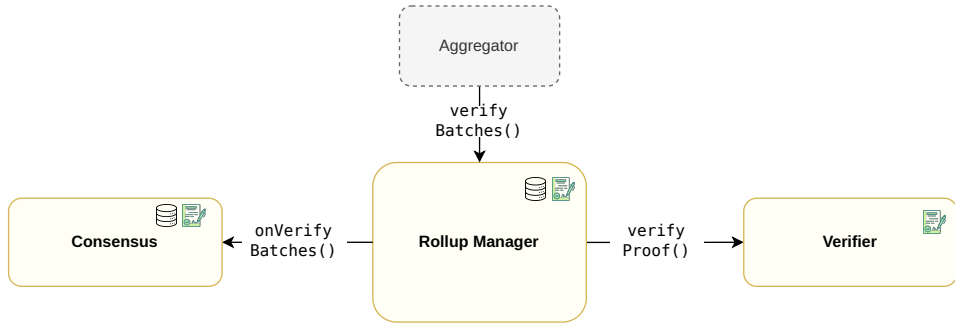 Aggregator
verify
Batches()
Consensus
onVerify
Batches()
Rollup Manager
verify
Proof()
Verifier